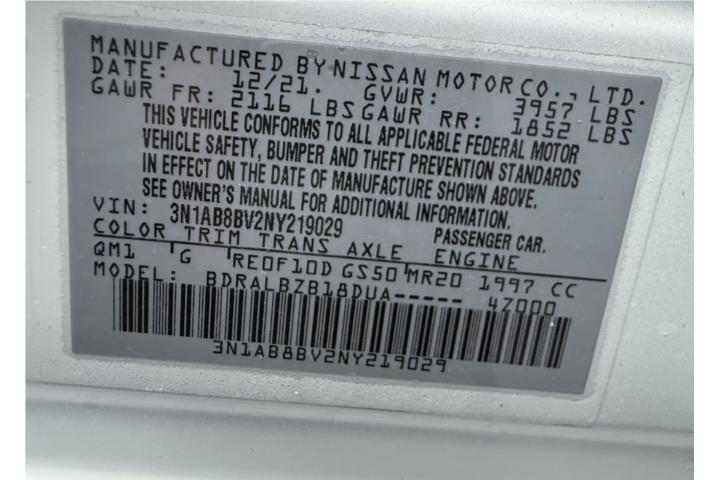 MANUFACTURED BY NISSAN MOTOR CO., LTD.
DATE: 12/21. GVWR: 3957 LBS
GAWR FR: 2116 LBS GAWR RR: 1852 LBS
THIS VEHICLE CONFORMS TO ALL APPLICABLE FEDERAL MOTOR
VEHICLE SAFETY, BUMPER AND THEFT PREVENTION STANDARDS
IN EFFECT ON THE DATE OF MANUFACTURE SHOWN ABOVE.
SEE OWNER'S MANUAL FOR ADDITIONAL INFORMATION.
VIN: 3N1AB8BV2NY219029 PASSENGER CAR.
COLOR TRIM TRANS AXLE ENGINE
QM1 G RE0F10D GS50 MR20 1997 CC
MODEL: BDRALBZB18DUA----- 4Z000
3N1AB8BV2NY219029